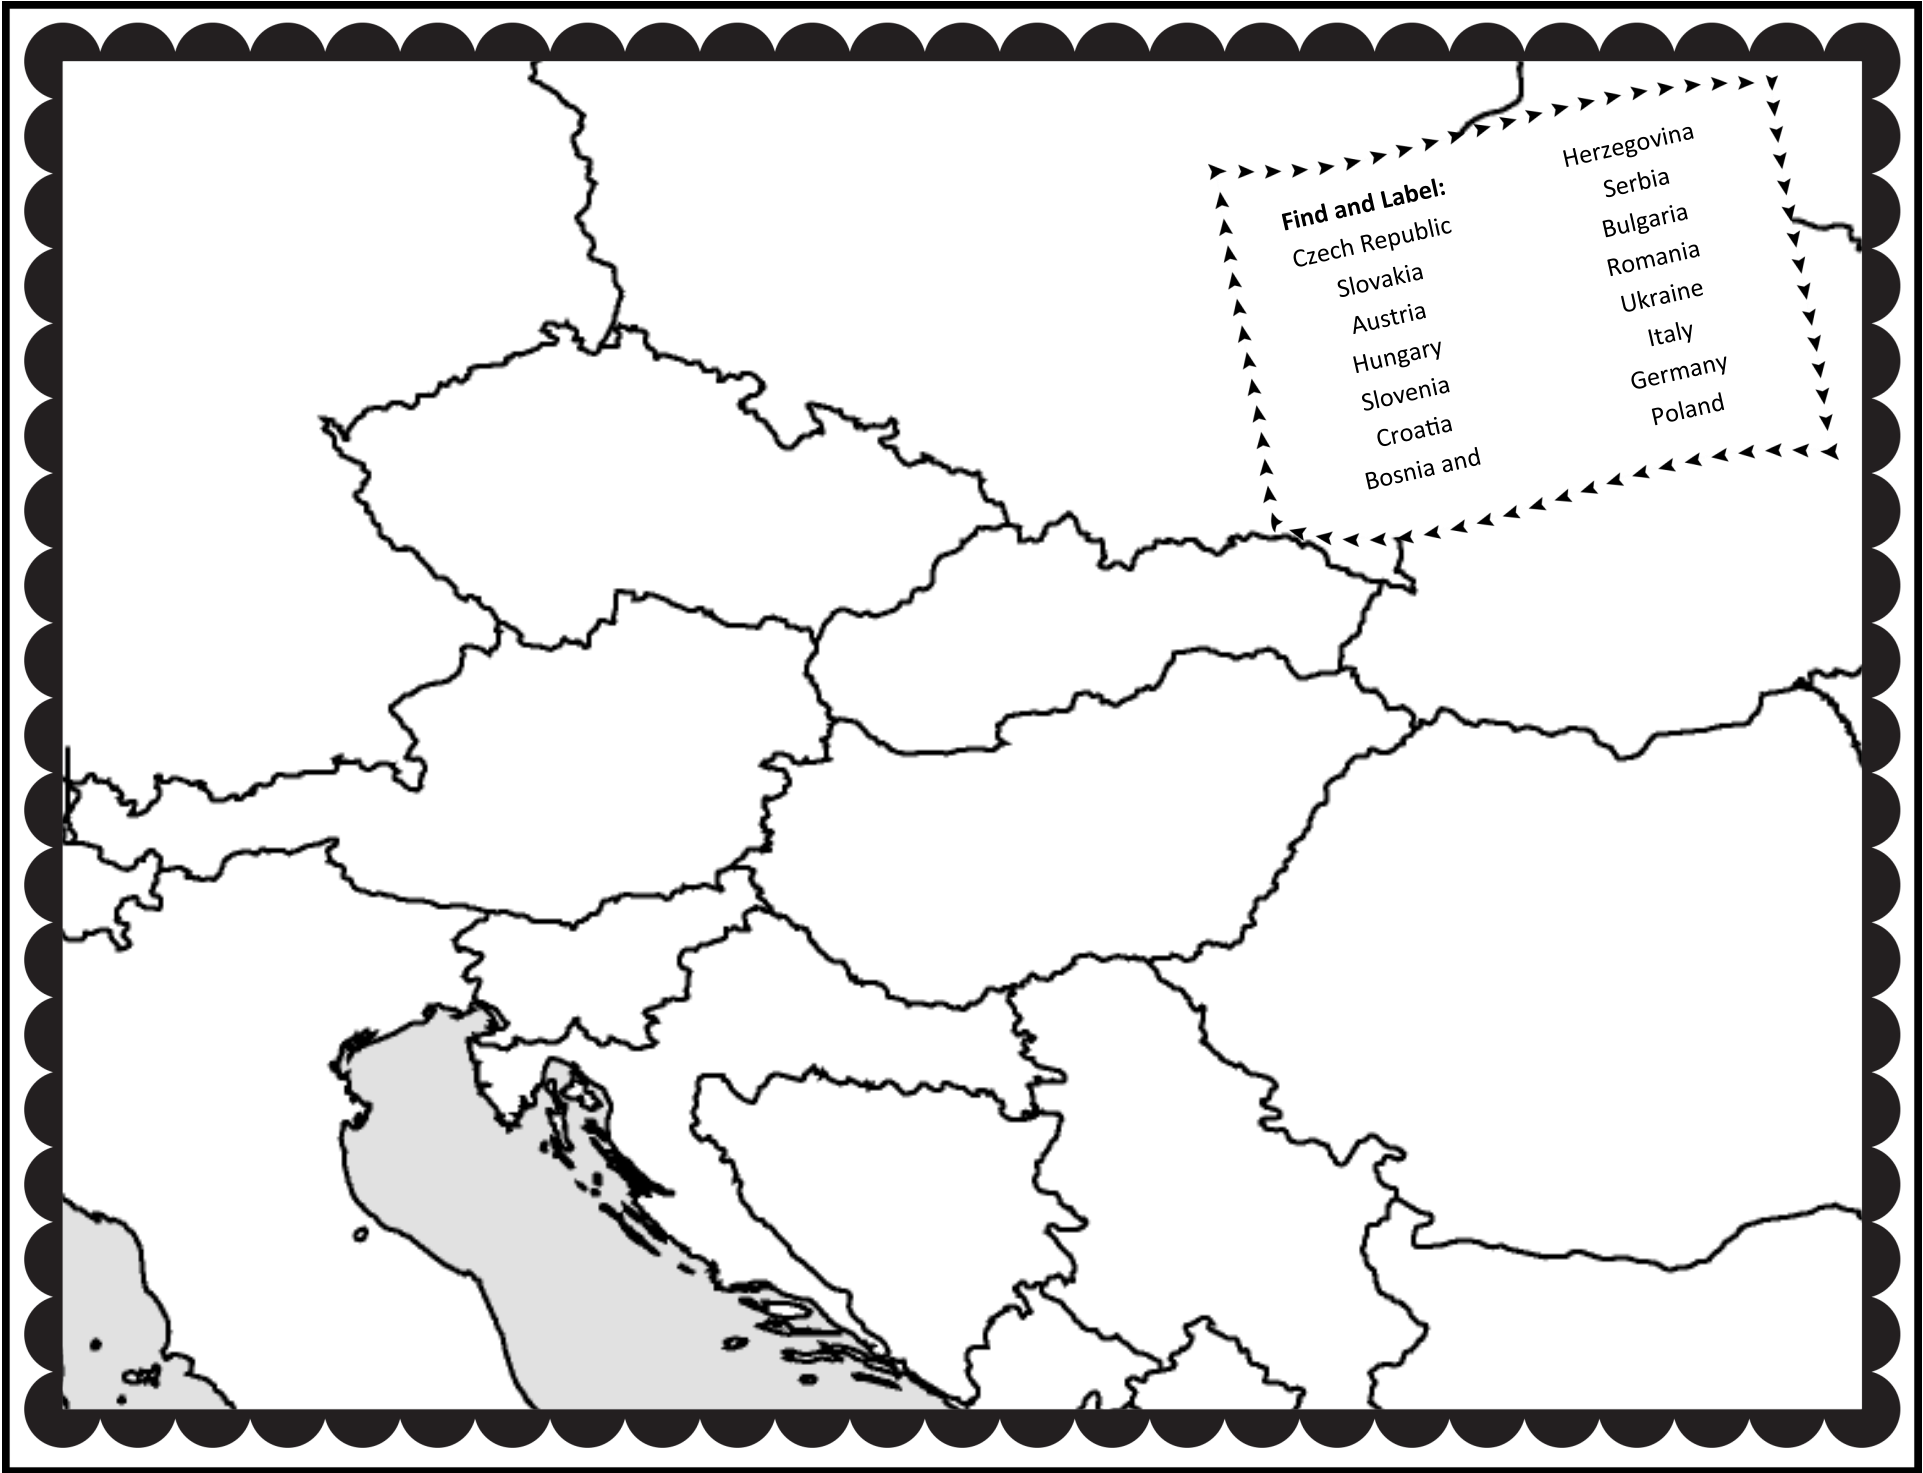 Find and Label:
Czech Republic
Slovakia
Austria
Hungary
Slovenia
Croatia
Bosnia and
Herzegovina
Serbia
Bulgaria
Romania
Ukraine
Italy
Germany
Poland